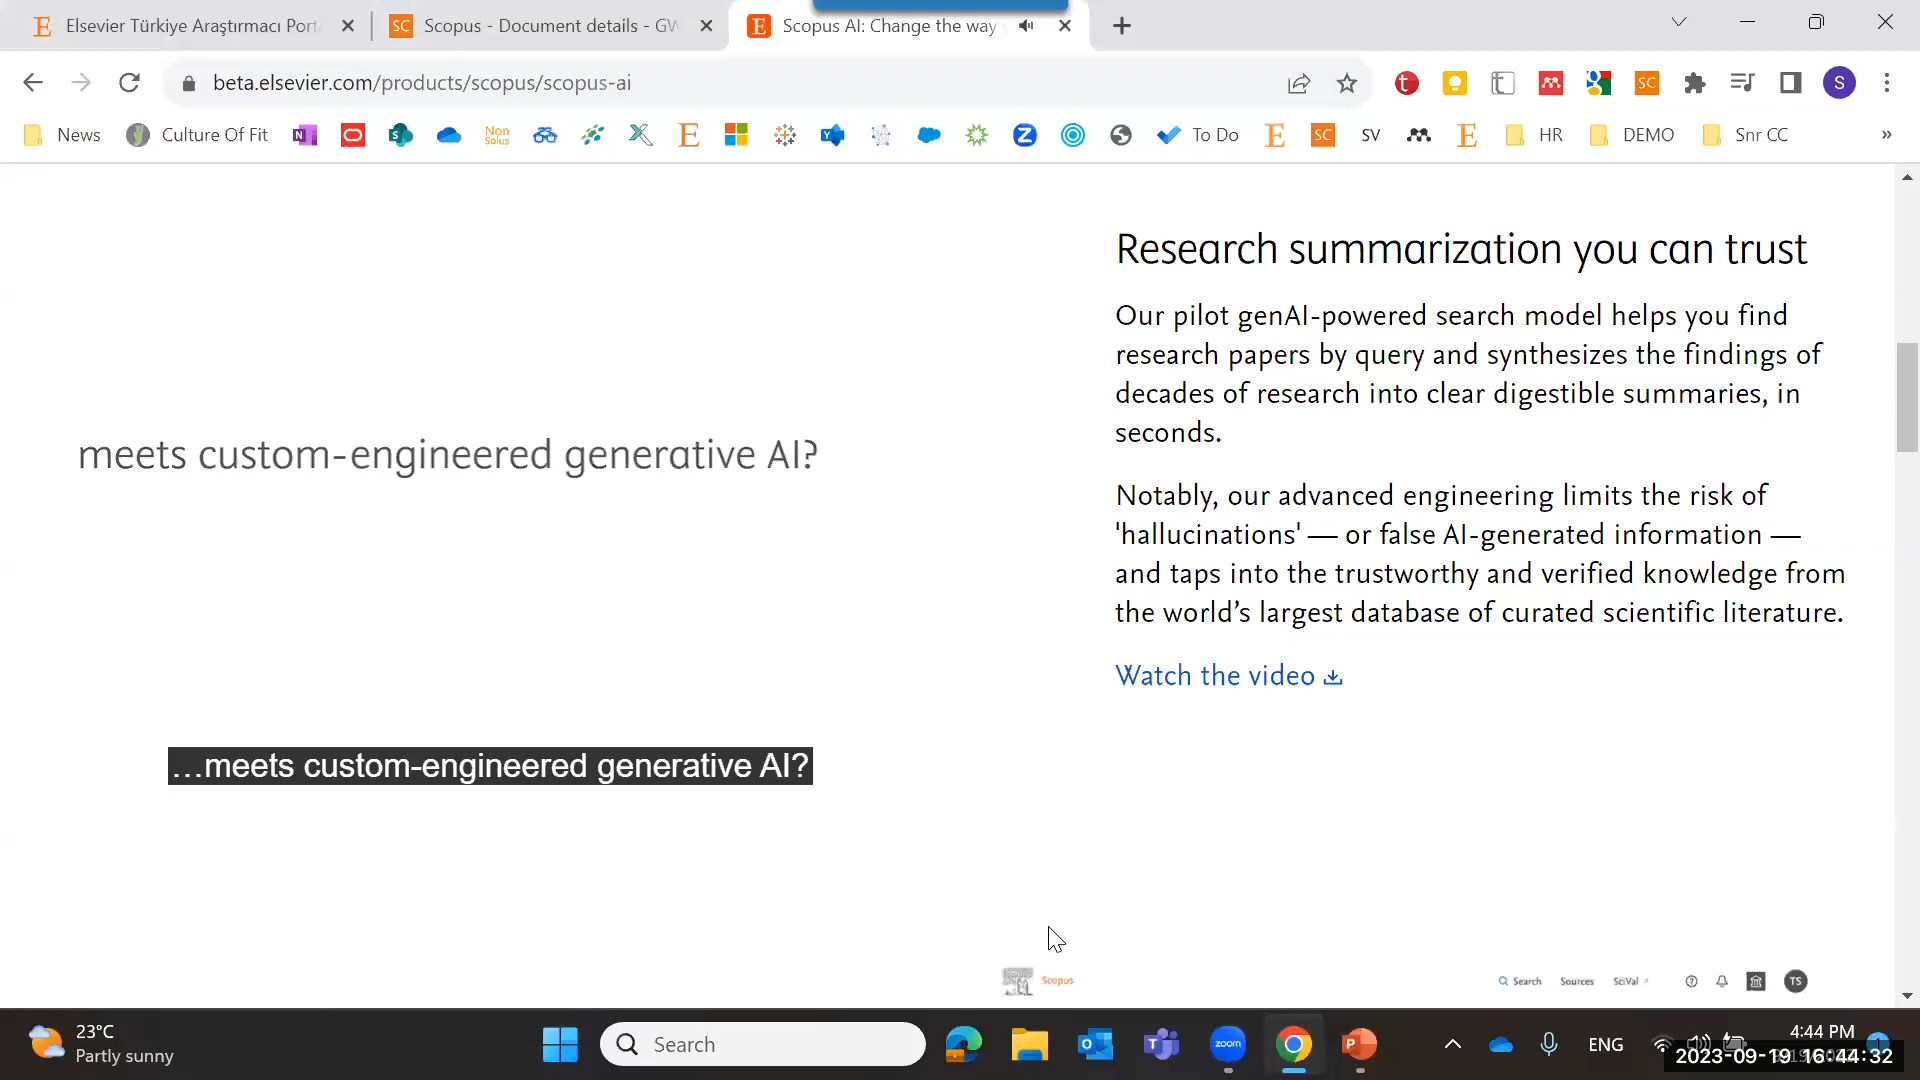 Elsevier Türkiye Araştırmacı Port
Scopus - Document details - GW
Scopus AI: Change the way
beta.elsevier.com/products/scopus/scopus-ai
S
News
Culture Of Fit
Non Solus
To Do
SC
SV
HR
DEMO
Snr CC
Research summarization you can trust
Our pilot genAI-powered search model helps you find
research papers by query and synthesizes the findings of
decades of research into clear digestible summaries, in
seconds.
Notably, our advanced engineering limits the risk of
'hallucinations' — or false AI-generated information —
and taps into the trustworthy and verified knowledge from
the world's largest database of curated scientific literature.
Watch the video
meets custom-engineered generative AI?
…meets custom-engineered generative AI?
Scopus
Search
Sources
SciVal
TS
23°C
Partly sunny
Search
zoom
ENG
4:44 PM
2023-09-19 16:44:32